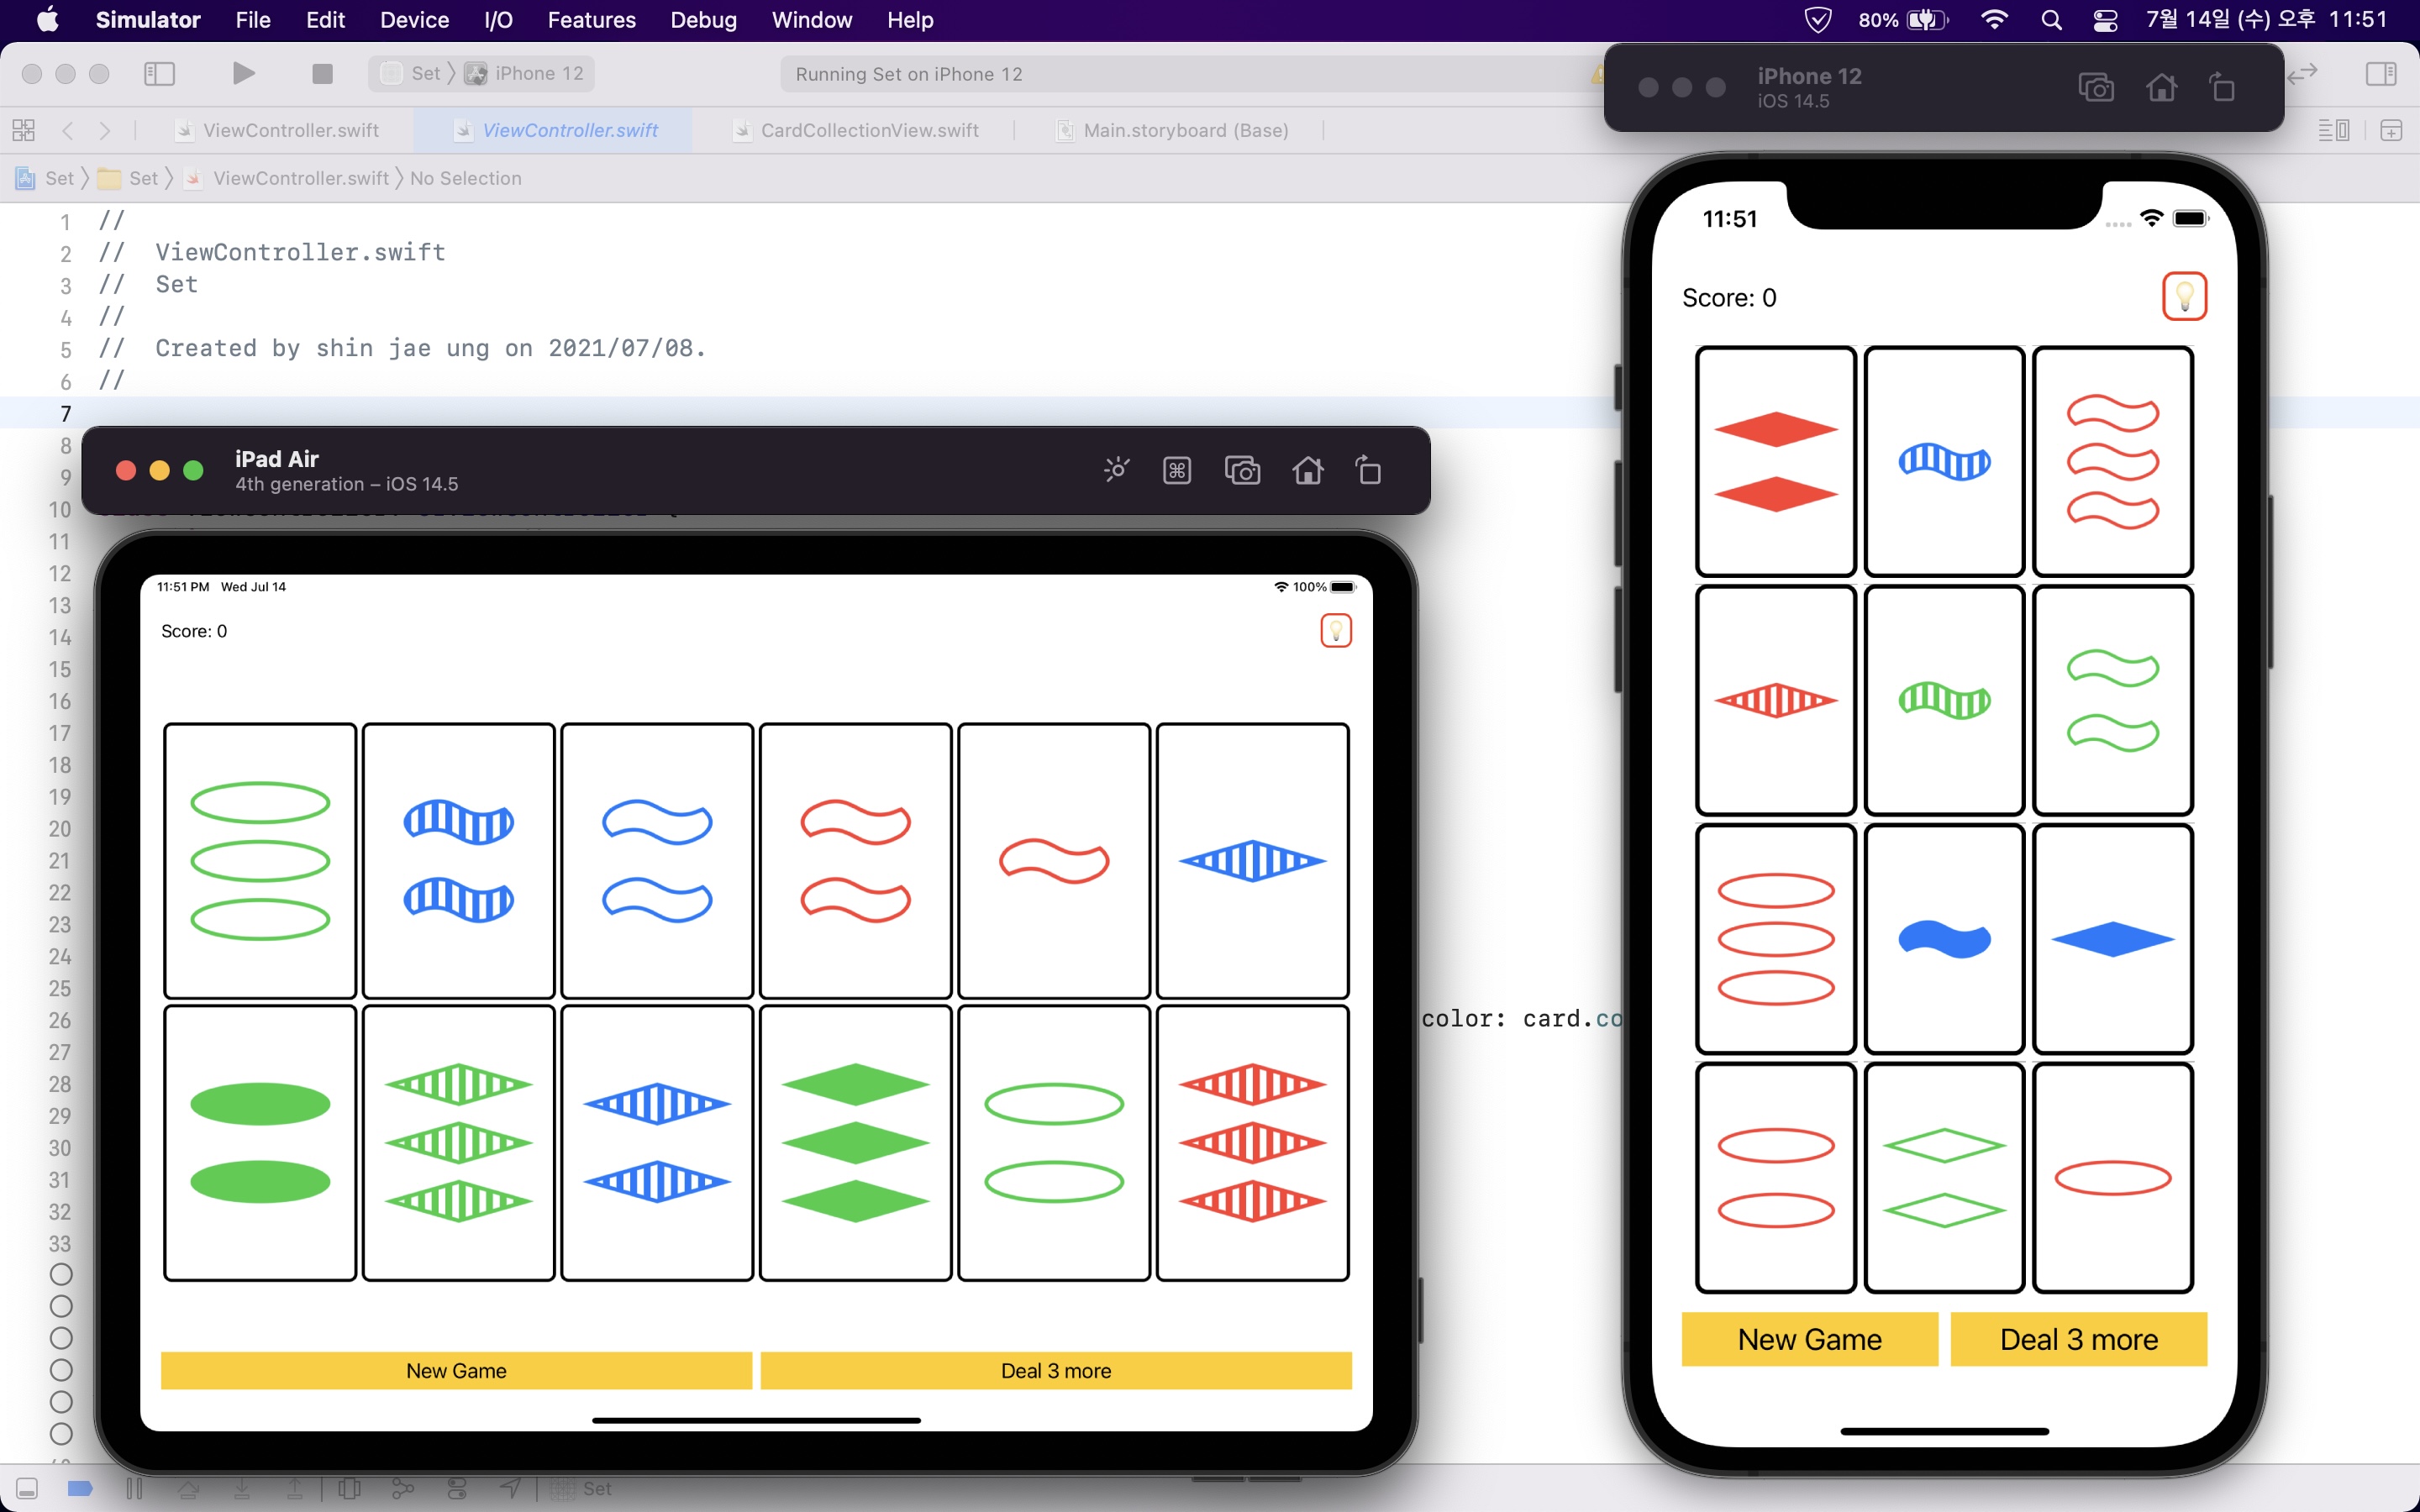 Simulator File Edit Device I/O Features Debug Window Help 80% 7월 14일 (수) 오후 11:51
Set iPhone 12 Running Set on iPhone 12
iPhone 12
iOS 14.5
ViewController.swift ViewController.swift CardCollectionView.swift Main.storyboard (Base)
Set Set ViewController.swift No Selection
1 //
2 // ViewController.swift
3 // Set
4 //
5 // Created by shin jae ung on 2021/07/08.
6 //
7
8
9
10
11
12
13
14
15
16
17
18
19
20
21
22
23
24
25
26 color: card.co
27
28
29
30
31
32
33
iPad Air
4th generation – iOS 14.5
11:51 PM Wed Jul 14 100%
Score: 0
New Game Deal 3 more
11:51
Score: 0
New Game Deal 3 more
Set